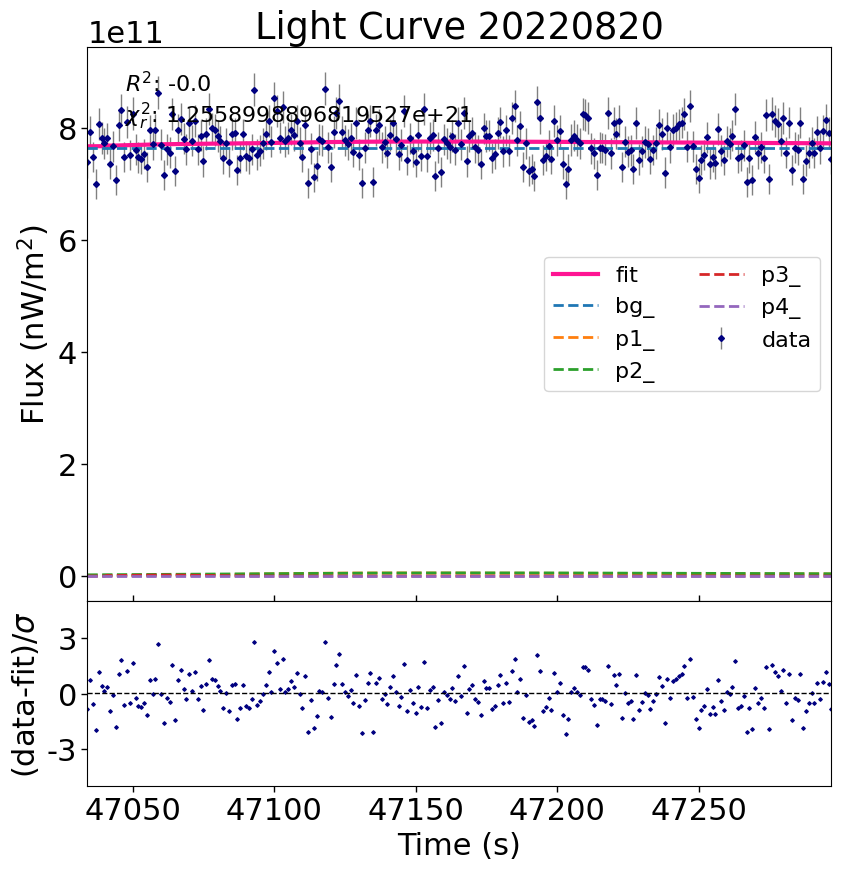 Light Curve 20220820
1e11
R²: -0.0
χ²ᵣ: 1.2558998896819527e+21
8
6
4
2
0
Flux (nW/m²)
fit
bg_
p1_
p2_
p3_
p4_
data
3
0
-3
(data-fit)/σ
47050 47100 47150 47200 47250
Time (s)